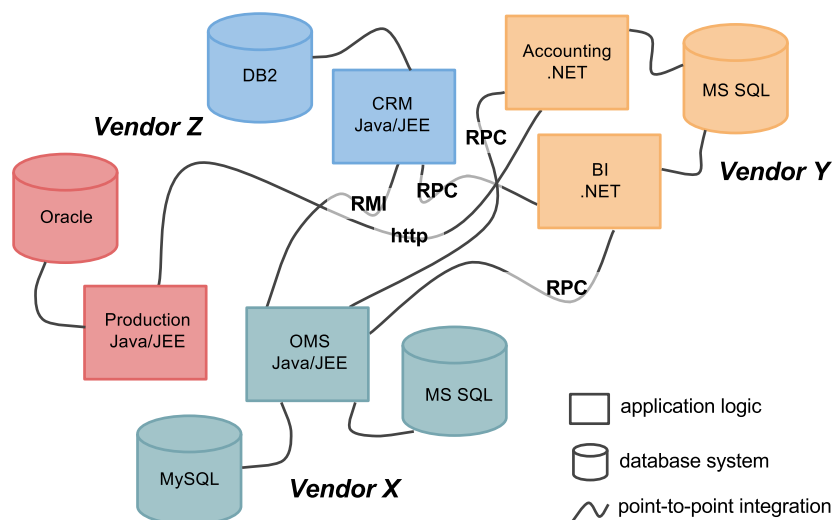 DB2
CRM
Java/JEE
Accounting
.NET
MS SQL
Vendor Z
RPC
Vendor Y
BI
.NET
RMI
RPC
Oracle
http
RPC
Production
Java/JEE
OMS
Java/JEE
MS SQL
application logic
database system
MySQL
Vendor X
point-to-point integration